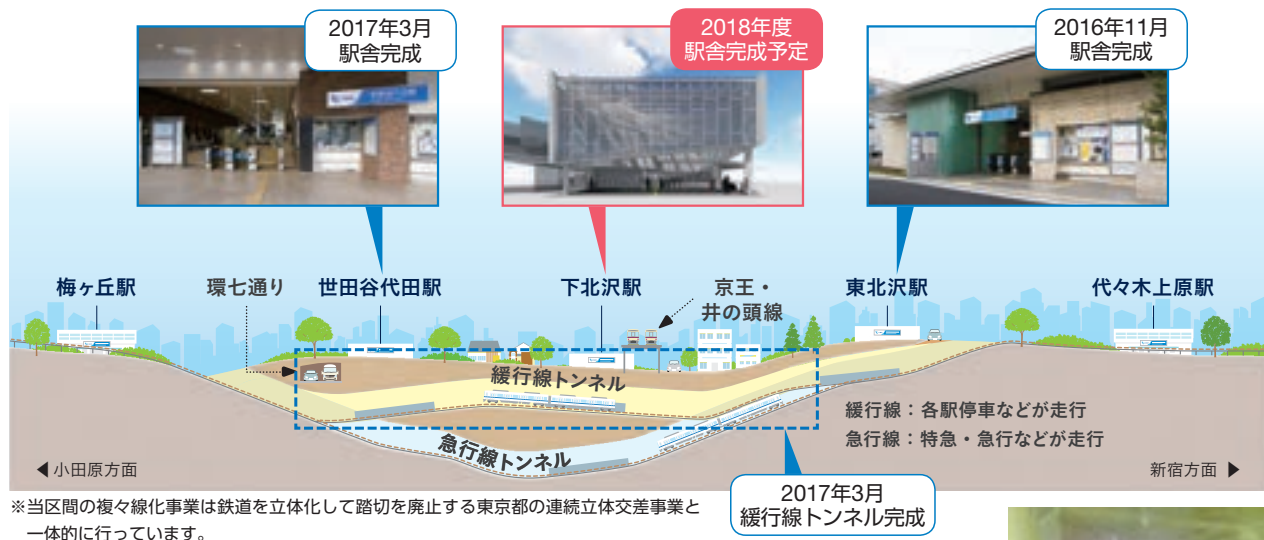 2017年3月
駅舎完成
2018年度
駅舎完成予定
2016年11月
駅舎完成
梅ヶ丘駅
環七通り
世田谷代田駅
下北沢駅
京王・
井の頭線
東北沢駅
代々木上原駅
緩行線トンネル
急行線トンネル
緩行線：各駅停車などが走行
急行線：特急・急行などが走行
◀小田原方面
新宿方面 ▶
2017年3月
緩行線トンネル完成
※当区間の複々線化事業は鉄道を立体化して踏切を廃止する東京都の連続立体交差事業と
一体的に行っています。